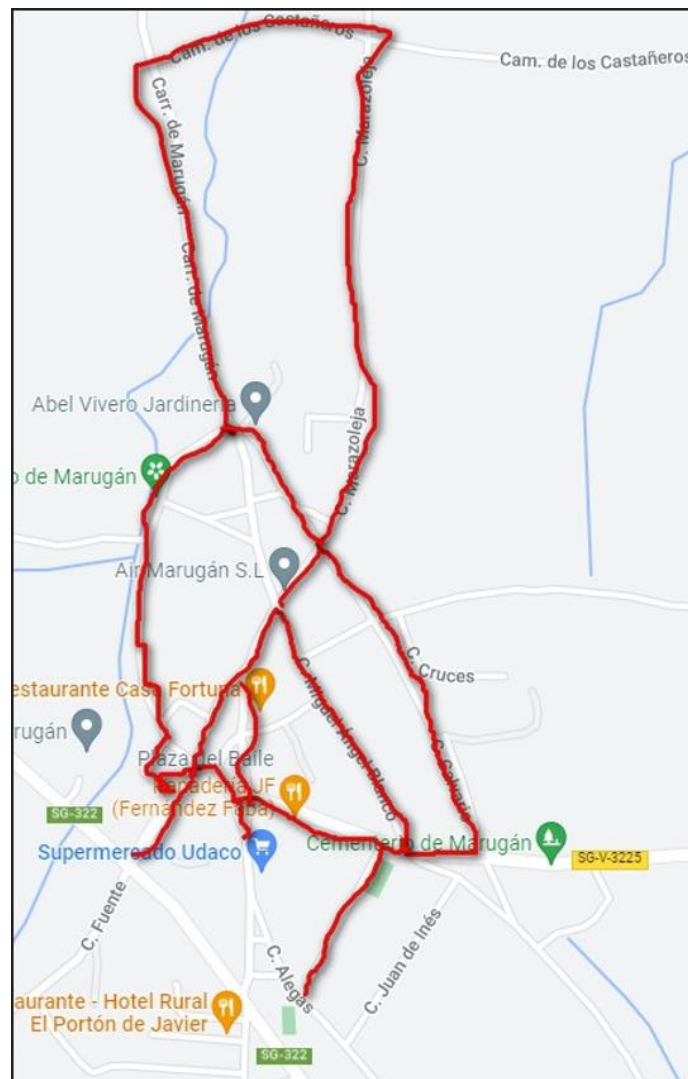 Cam. de los Castañeros
Cam. de los Castañeros
Carr. de Marugán
C. Marazoleja
Carr. de Marugán
Abel Vivero Jardinería
C. Marazoleja
o de Marugán
Air Marugán S.L
C. Cruces
estaurante Casa Fortuna
C. Miguel Ángel Blanco
rugán
Plaza del Baile
C. Calvario
Panadería JF
(Fernández Faba)
SG-322
Cementerio de Marugán
SG-V-3225
Supermercado Udaco
C. Fuente
C. Juan de Inés
C. Alegas
aurante - Hotel Rural
El Portón de Javier
SG-322